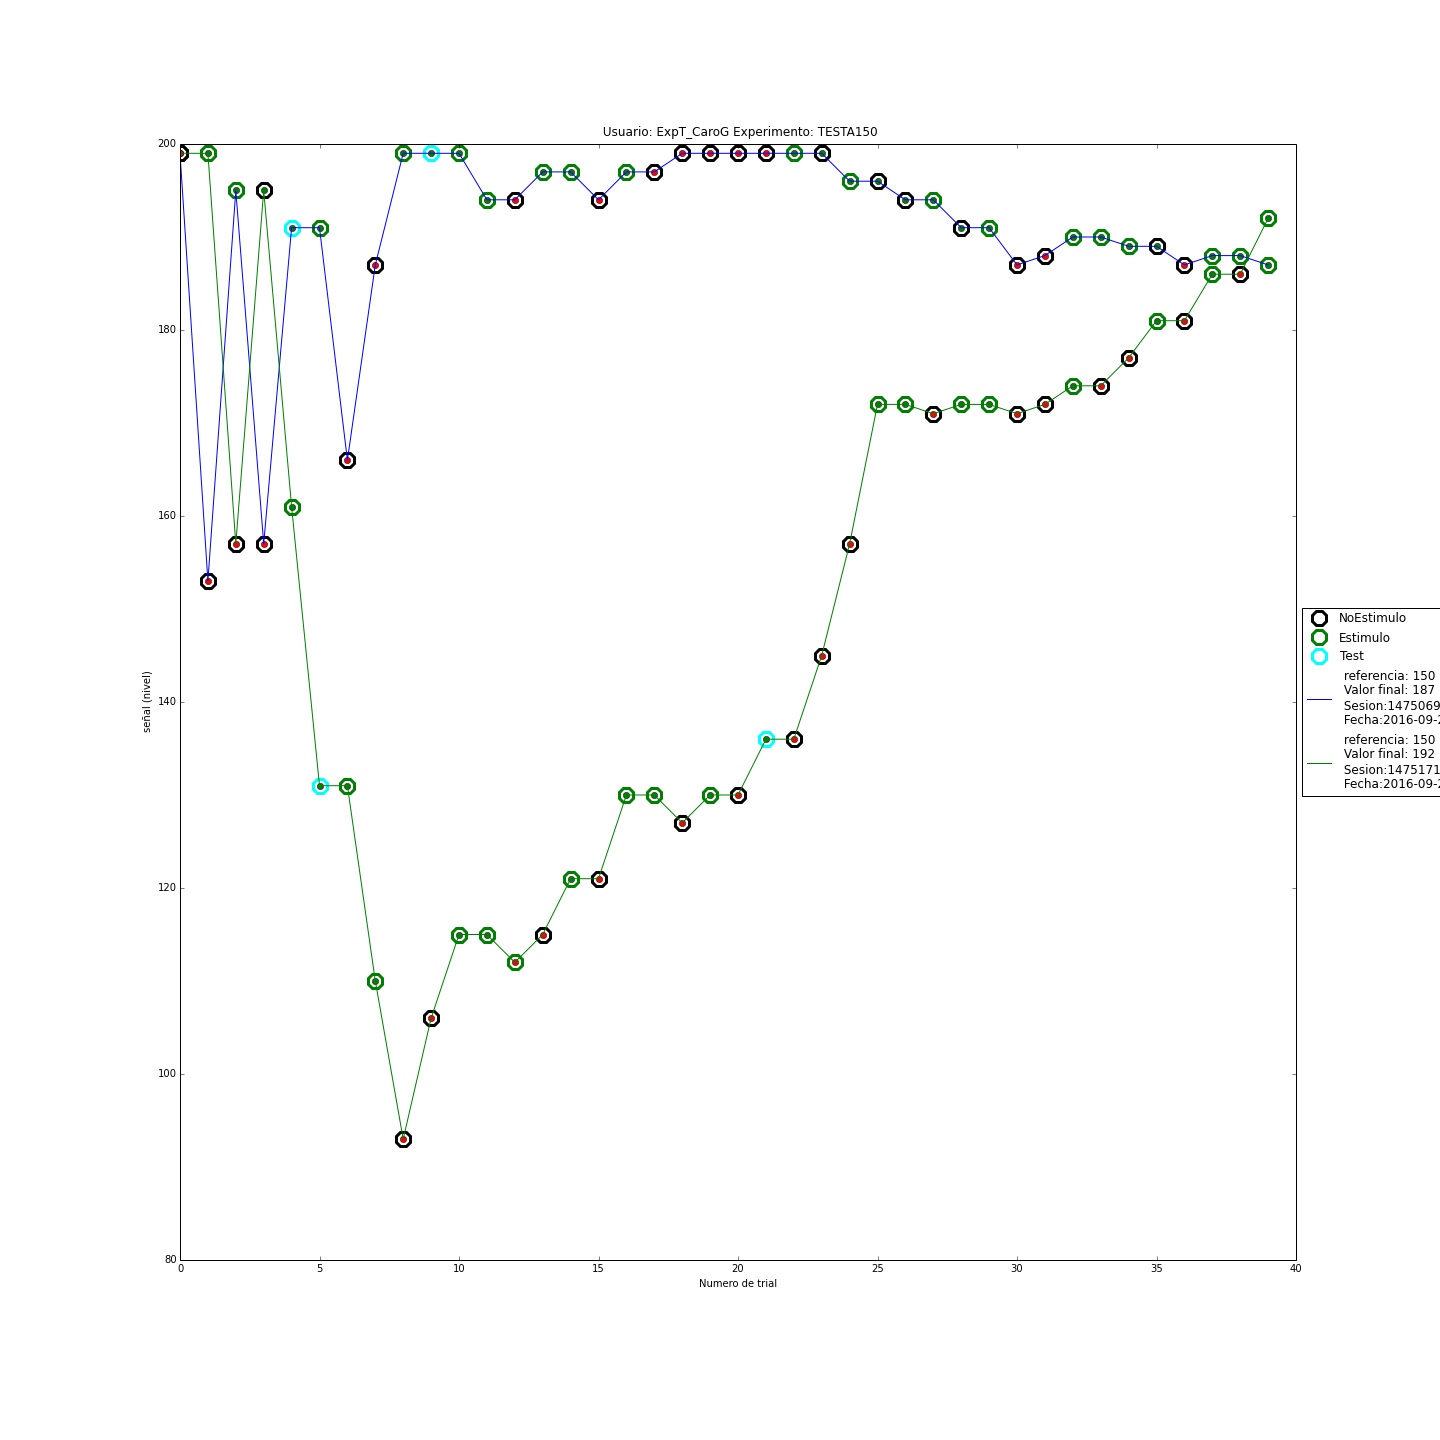 Usuario: ExpT_CaroG Experimento: TESTA150
200
180
160
140
120
100
80
señal (nivel)
0 5 10 15 20 25 30 35 40
Numero de trial
NoEstimulo
Estimulo
Test
referencia: 150
Valor final: 187
Sesion:1475069
Fecha:2016-09-2
referencia: 150
Valor final: 192
Sesion:1475171
Fecha:2016-09-2